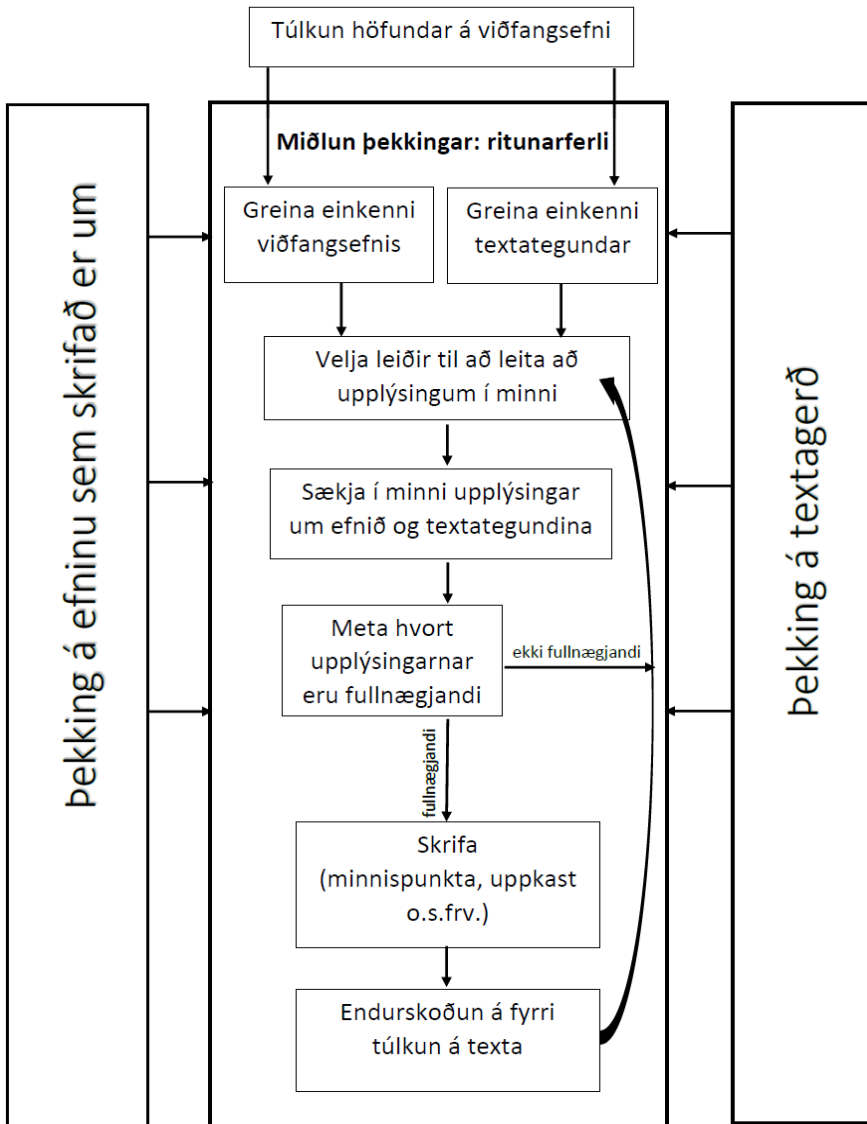 Túlkun höfundar á viðfangsefni
Þekking á efninu sem skrifað er um
Miðlun þekkingar: ritunarferli
Greina einkenni
viðfangsefnis
Greina einkenni
textategundar
Velja leiðir til að leita að
upplýsingum í minni
Sækja í minni upplýsingar
um efnið og textategundina
Meta hvort
upplýsingarnar
eru fullnægjandi
ekki fullnægjandi
fullnægjandi
Skrifa
(minnispunkta, uppkast
o.s.frv.)
Endurskoðun á fyrri
túlkun á texta
Þekking á textagerð